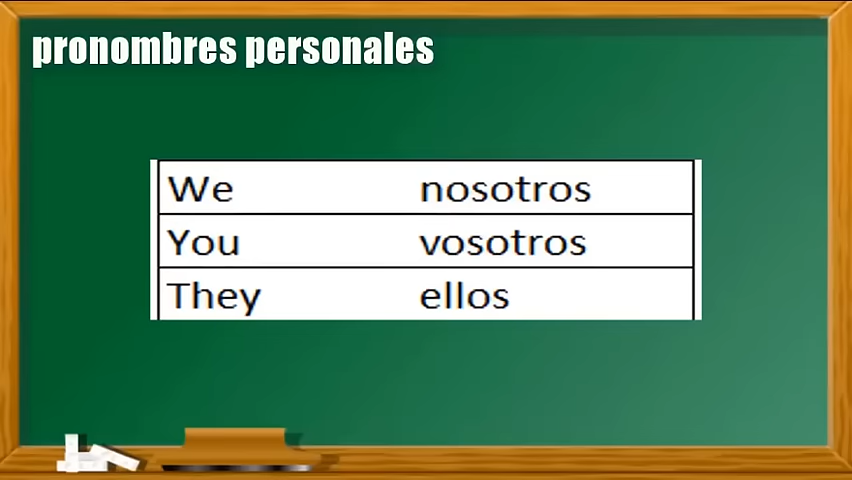 pronombres personales
We nosotros
You vosotros
They ellos